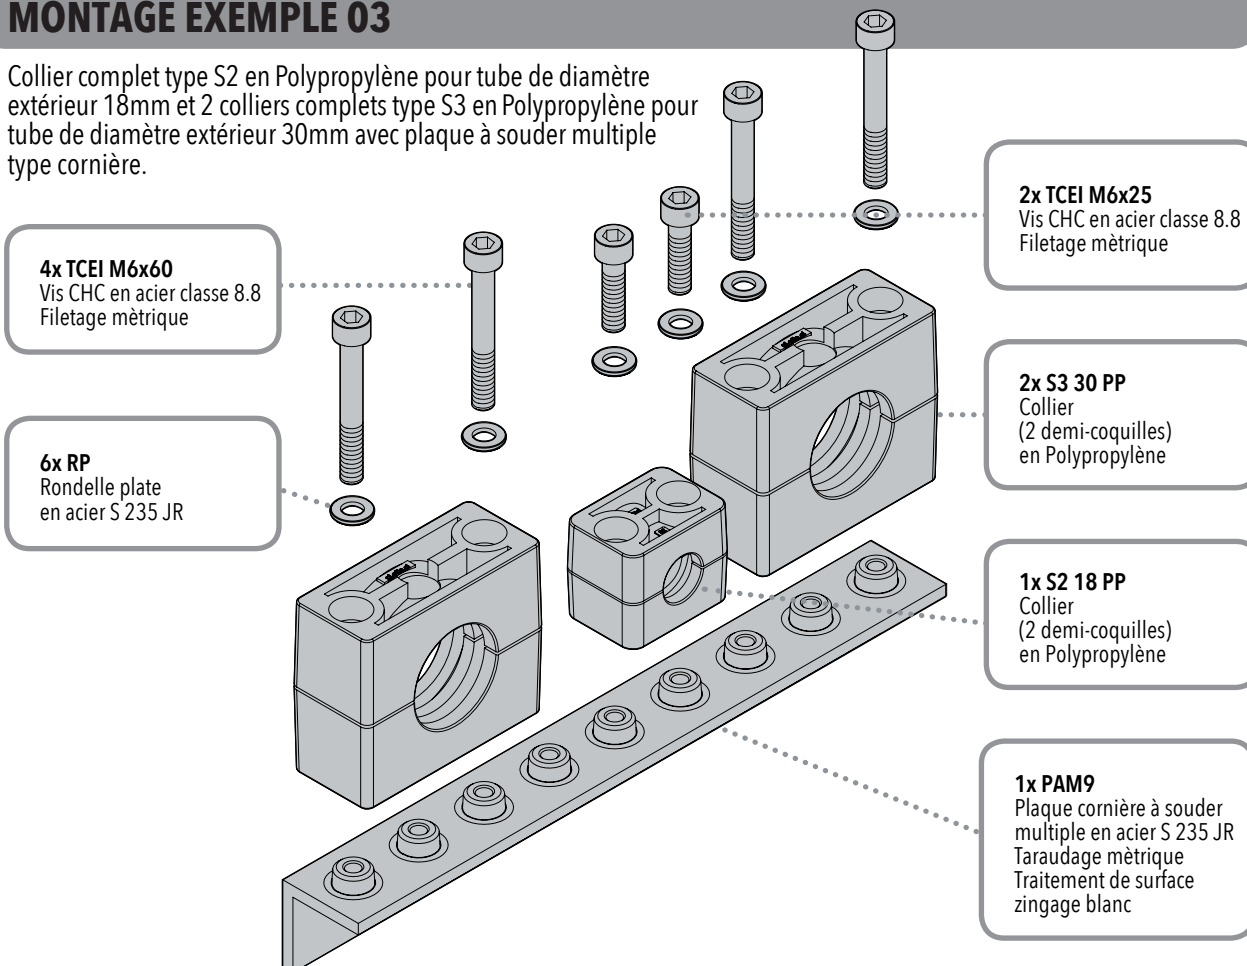 MONTAGE EXEMPLE 03
Collier complet type S2 en Polypropylène pour tube de diamètre
extérieur 18mm et 2 colliers complets type S3 en Polypropylène pour
tube de diamètre extérieur 30mm avec plaque à souder multiple
type cornière.
4x TCEI M6x60
Vis CHC en acier classe 8.8
Filetage mètrique
6x RP
Rondelle plate
en acier S 235 JR
2x TCEI M6x25
Vis CHC en acier classe 8.8
Filetage mètrique
2x S3 30 PP
Collier
(2 demi-coquilles)
en Polypropylène
1x S2 18 PP
Collier
(2 demi-coquilles)
en Polypropylène
1x PAM9
Plaque cornière à souder
multiple en acier S 235 JR
Taraudage mètrique
Traitement de surface
zingage blanc